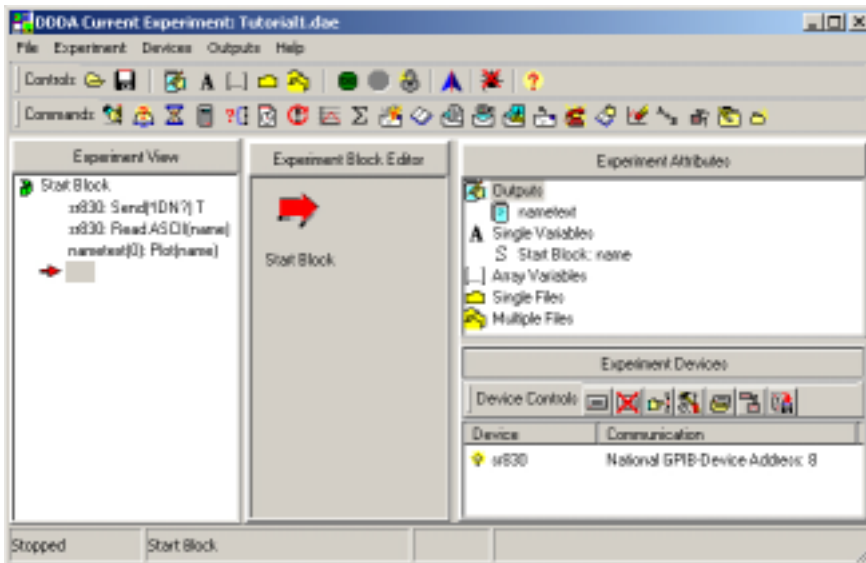 DDDA Current Experiment: Tutorial1.dae
File Experiment Devices Outputs Help
Controls
A
Commands
Experiment View
Start Block
sr830: Send(*IDN?) T
sr830: Read ASCII(name)
nametext(0): Plot(name)
Experiment Block Editor
Start Block
Experiment Attributes
Outputs
nametext
A Single Variables
S Start Block: name
[...] Array Variables
Single Files
Multiple Files
Experiment Devices
Device Controls
Device Communication
sr830 National GPIB-Device Address: 8
Stopped Start Block